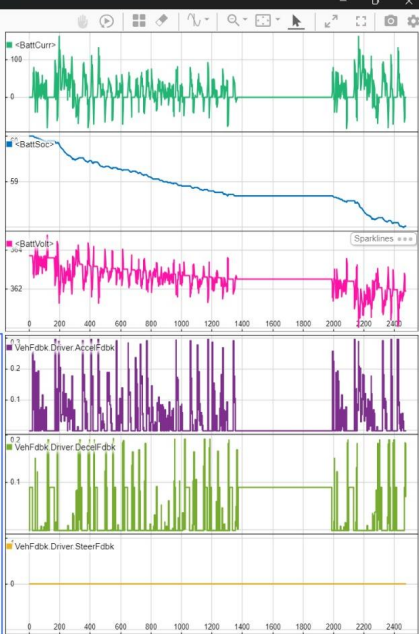 <BattCurr>
100
0
<BattSoc>
59
<BattVolt>
Sparklines
364
362
0 200 400 600 800 1000 1200 1400 1600 1800 2000 2200 2400
0.3
VehFdbk.Driver.AccelFdbk
0.2
0.1
0.2
VehFdbk.Driver.DecelFdbk
0.1
VehFdbk.Driver.SteerFdbk
0
0 200 400 600 800 1000 1200 1400 1600 1800 2000 2200 2400